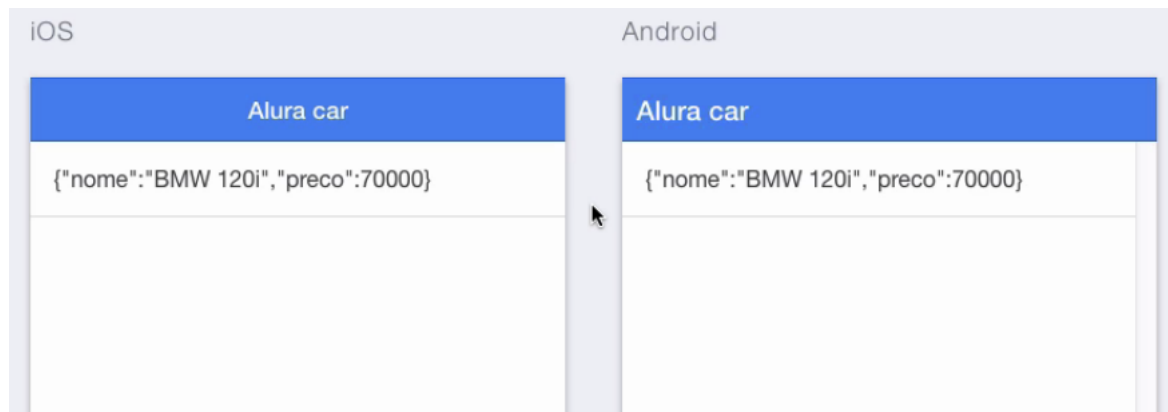 iOS
Alura car
{"nome":"BMW 120i","preco":70000}
Android
Alura car
{"nome":"BMW 120i","preco":70000}